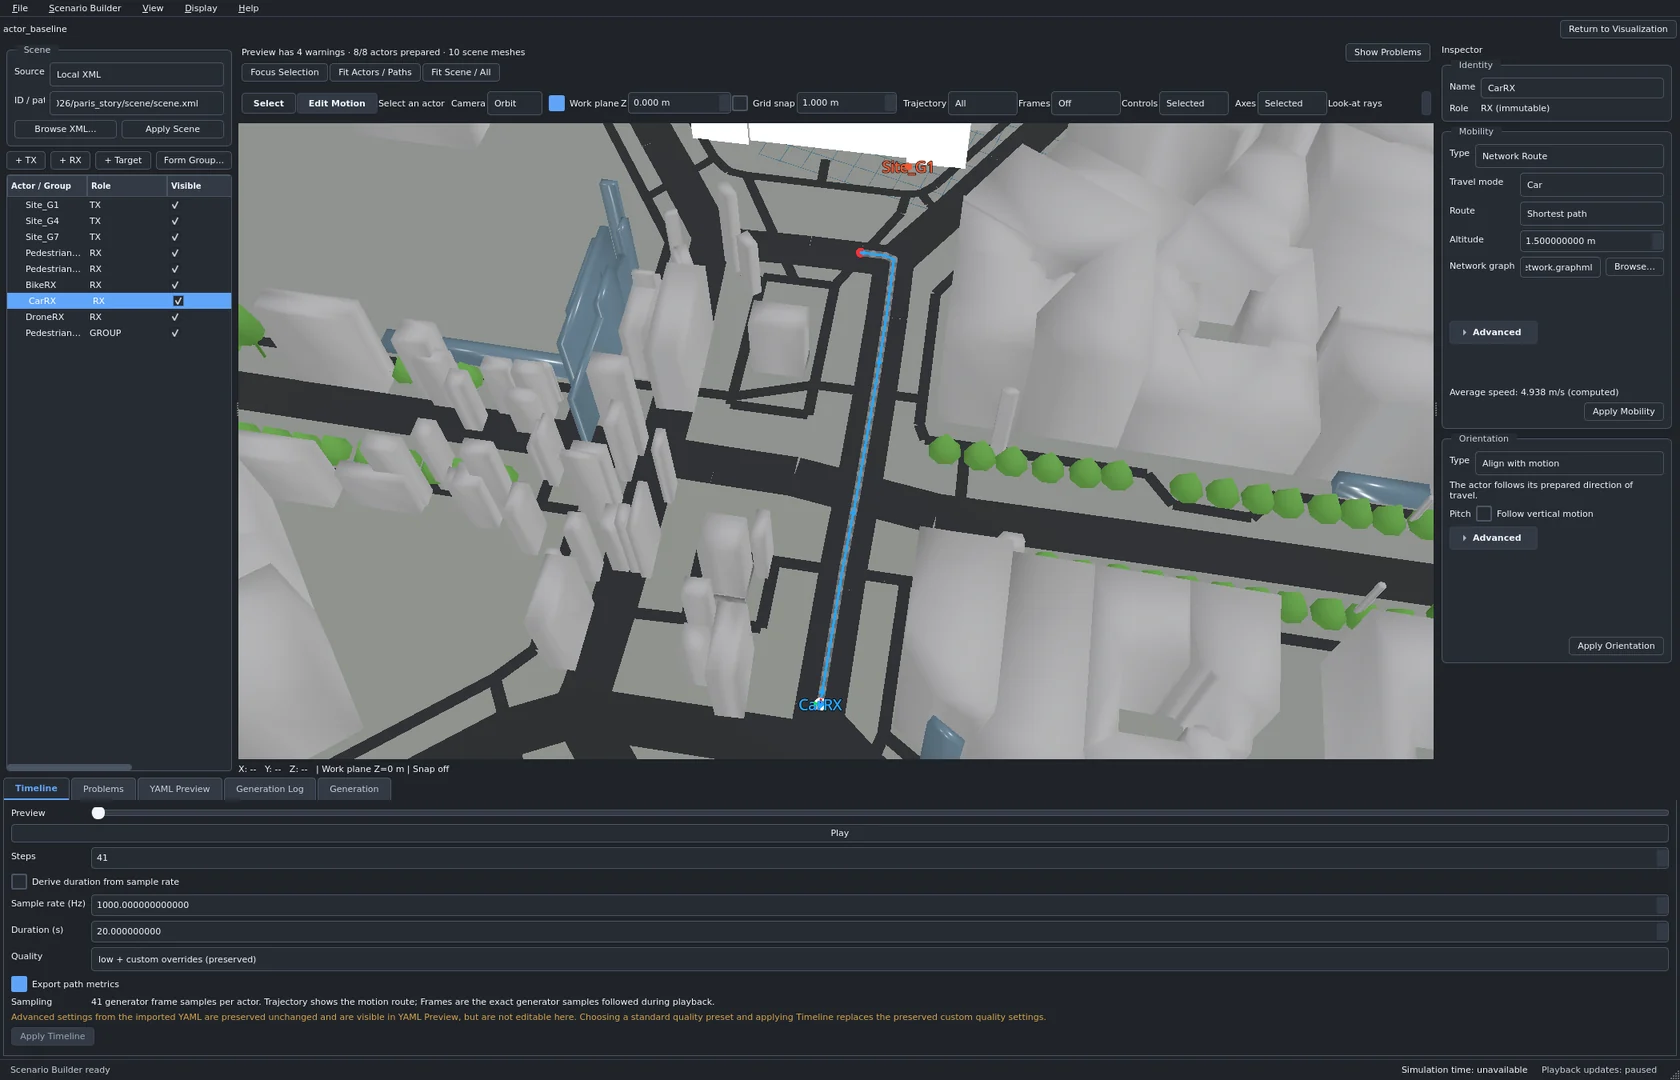 File Scenario Builder View Display Help
actor_baseline
Return to Visualization
Scene
Source Local XML
ID / pat )26/paris_story/scene/scene.xml
Browse XML... Apply Scene
+ TX + RX + Target Form Group...
Actor / Group Role Visible
Site_G1 TX ✓
Site_G4 TX ✓
Site_G7 TX ✓
Pedestrian... RX ✓
Pedestrian... RX ✓
BikeRX RX ✓
CarRX RX ✓
DroneRX RX ✓
Pedestrian... GROUP ✓
Preview has 4 warnings · 8/8 actors prepared · 10 scene meshes
Show Problems
Focus Selection Fit Actors / Paths Fit Scene / All
Select Edit Motion Select an actor Camera Orbit Work plane Z 0.000 m Grid snap 1.000 m Trajectory All Frames Off Controls Selected Axes Selected Look-at rays
Site_G1
CarRX
X: -- Y: -- Z: -- | Work plane Z=0 m | Snap off
Inspector
Identity
Name CarRX
Role RX (immutable)
Mobility
Type Network Route
Travel mode Car
Route Shortest path
Altitude 1.500000000 m
Network graph etwork.graphml Browse...
Advanced
Average speed: 4.938 m/s (computed)
Apply Mobility
Orientation
Type Align with motion
The actor follows its prepared direction of
travel.
Pitch Follow vertical motion
Advanced
Apply Orientation
Timeline Problems YAML Preview Generation Log Generation
Preview
Play
Steps 41
Derive duration from sample rate
Sample rate (Hz) 1000.000000000000
Duration (s) 20.000000000
Quality low + custom overrides (preserved)
Export path metrics
Sampling 41 generator frame samples per actor. Trajectory shows the motion route; Frames are the exact generator samples followed during playback.
Advanced settings from the imported YAML are preserved unchanged and are visible in YAML Preview, but are not editable here. Choosing a standard quality preset and applying Timeline replaces the preserved custom quality settings.
Apply Timeline
Scenario Builder ready
Simulation time: unavailable Playback updates: paused